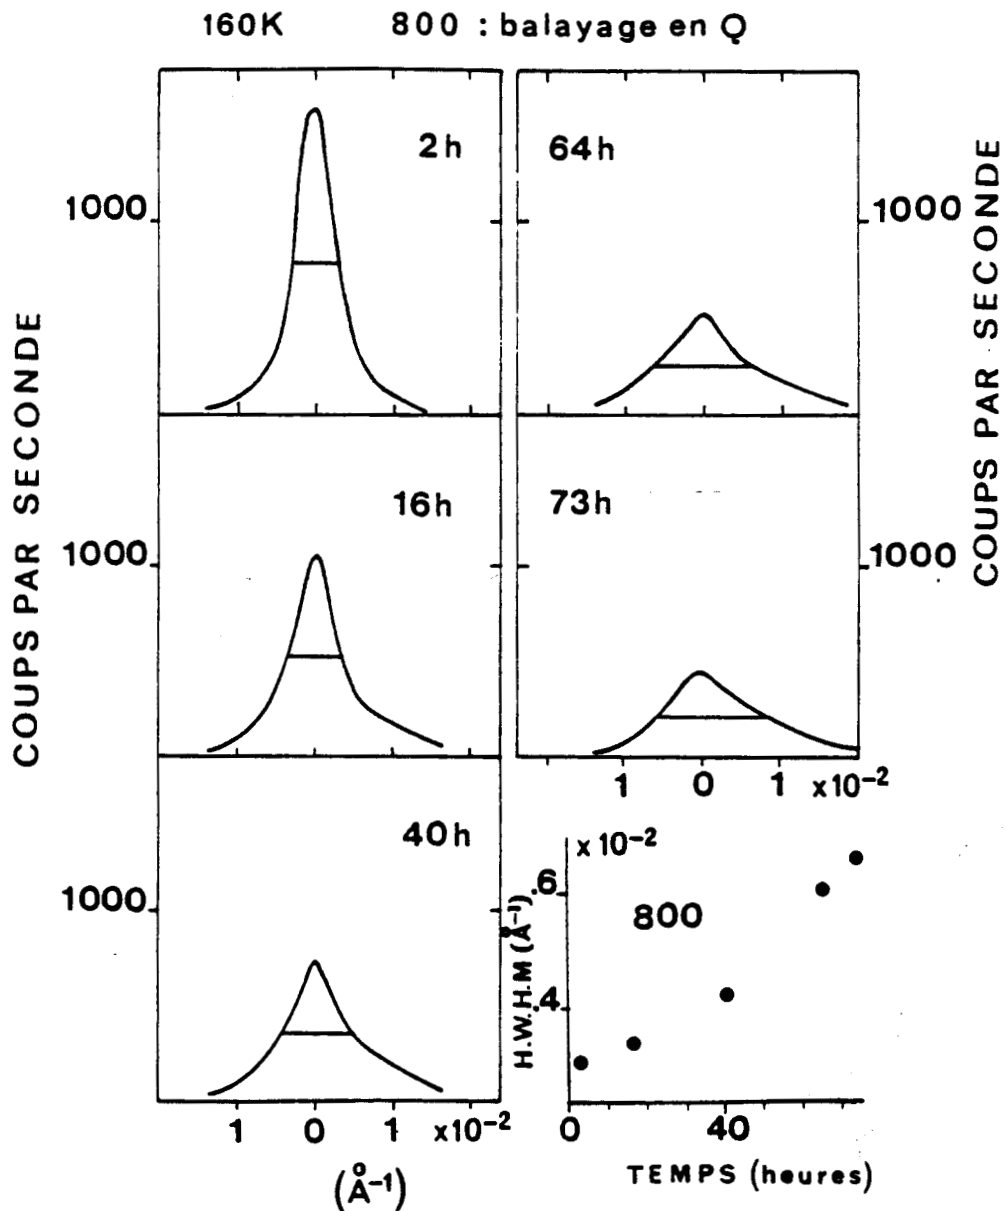 160K 800 : balayage en Q
2h
64h
1000
1000
COUPS PAR SECONDE
COUPS PAR SECONDE
16h
73h
1000
1000
1 0 1 x10-2
40h
1000
1 0 1 x10-2
(Å-1)
x10-2
.6
800
.4
H.W.H.M (Å-1)
0 40
TEMPS (heures)